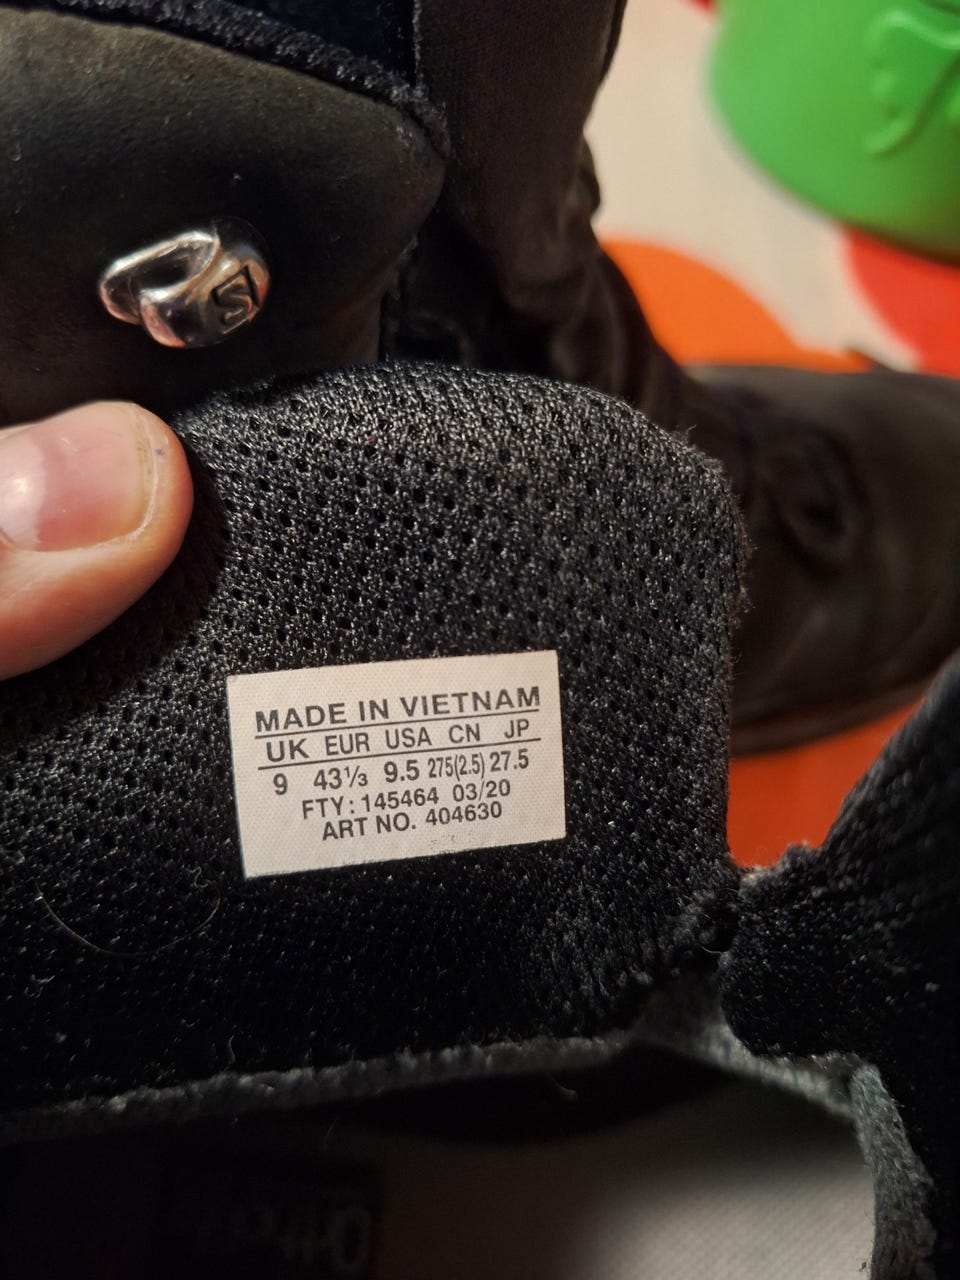 MADE IN VIETNAM
UK EUR USA CN JP
9 43⅓ 9.5 275(2.5) 27.5
FTY: 145464 03/20
ART NO. 404630